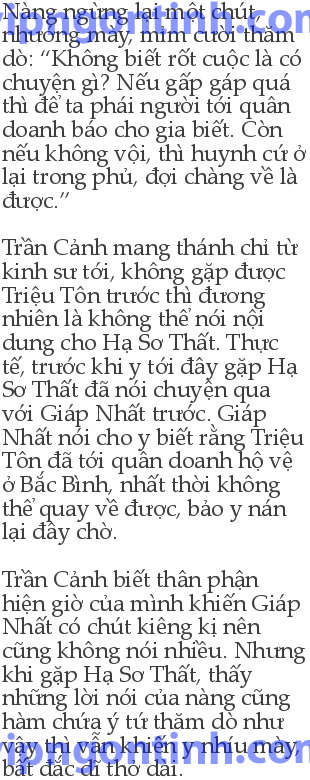 Nàng ngừng lại một chút,
nhướng mày, mỉm cười thăm
dò: “Không biết rốt cuộc là có
chuyện gì? Nếu gấp gáp quá
thì để ta phái người tới quân
doanh báo cho gia biết. Còn
nếu không vội, thì huynh cứ ở
lại trong phủ, đợi chàng về là
được.”
Trần Cảnh mang thánh chỉ từ
kinh sư tới, không gặp được
Triệu Tôn trước thì đương
nhiên là không thể nói nội
dung cho Hạ Sơ Thất. Thực
tế, trước khi y tới đây gặp Hạ
Sơ Thất đã nói chuyện qua
với Giáp Nhất trước. Giáp
Nhất nói cho y biết rằng Triệu
Tôn đã tới quân doanh hộ vệ
ở Bắc Bình, nhất thời không
thể quay về được, bảo y nán
lại đây chờ.
Trần Cảnh biết thân phận
hiện giờ của mình khiến Giáp
Nhất có chút kiêng kị nên
cũng không nói nhiều. Nhưng
khi gặp Hạ Sơ Thất, thấy
những lời nói của nàng cũng
hàm chứa ý tứ thăm dò như
vậy thì vẫn khiến y nhíu mày,
bất đắc dĩ thở dài.